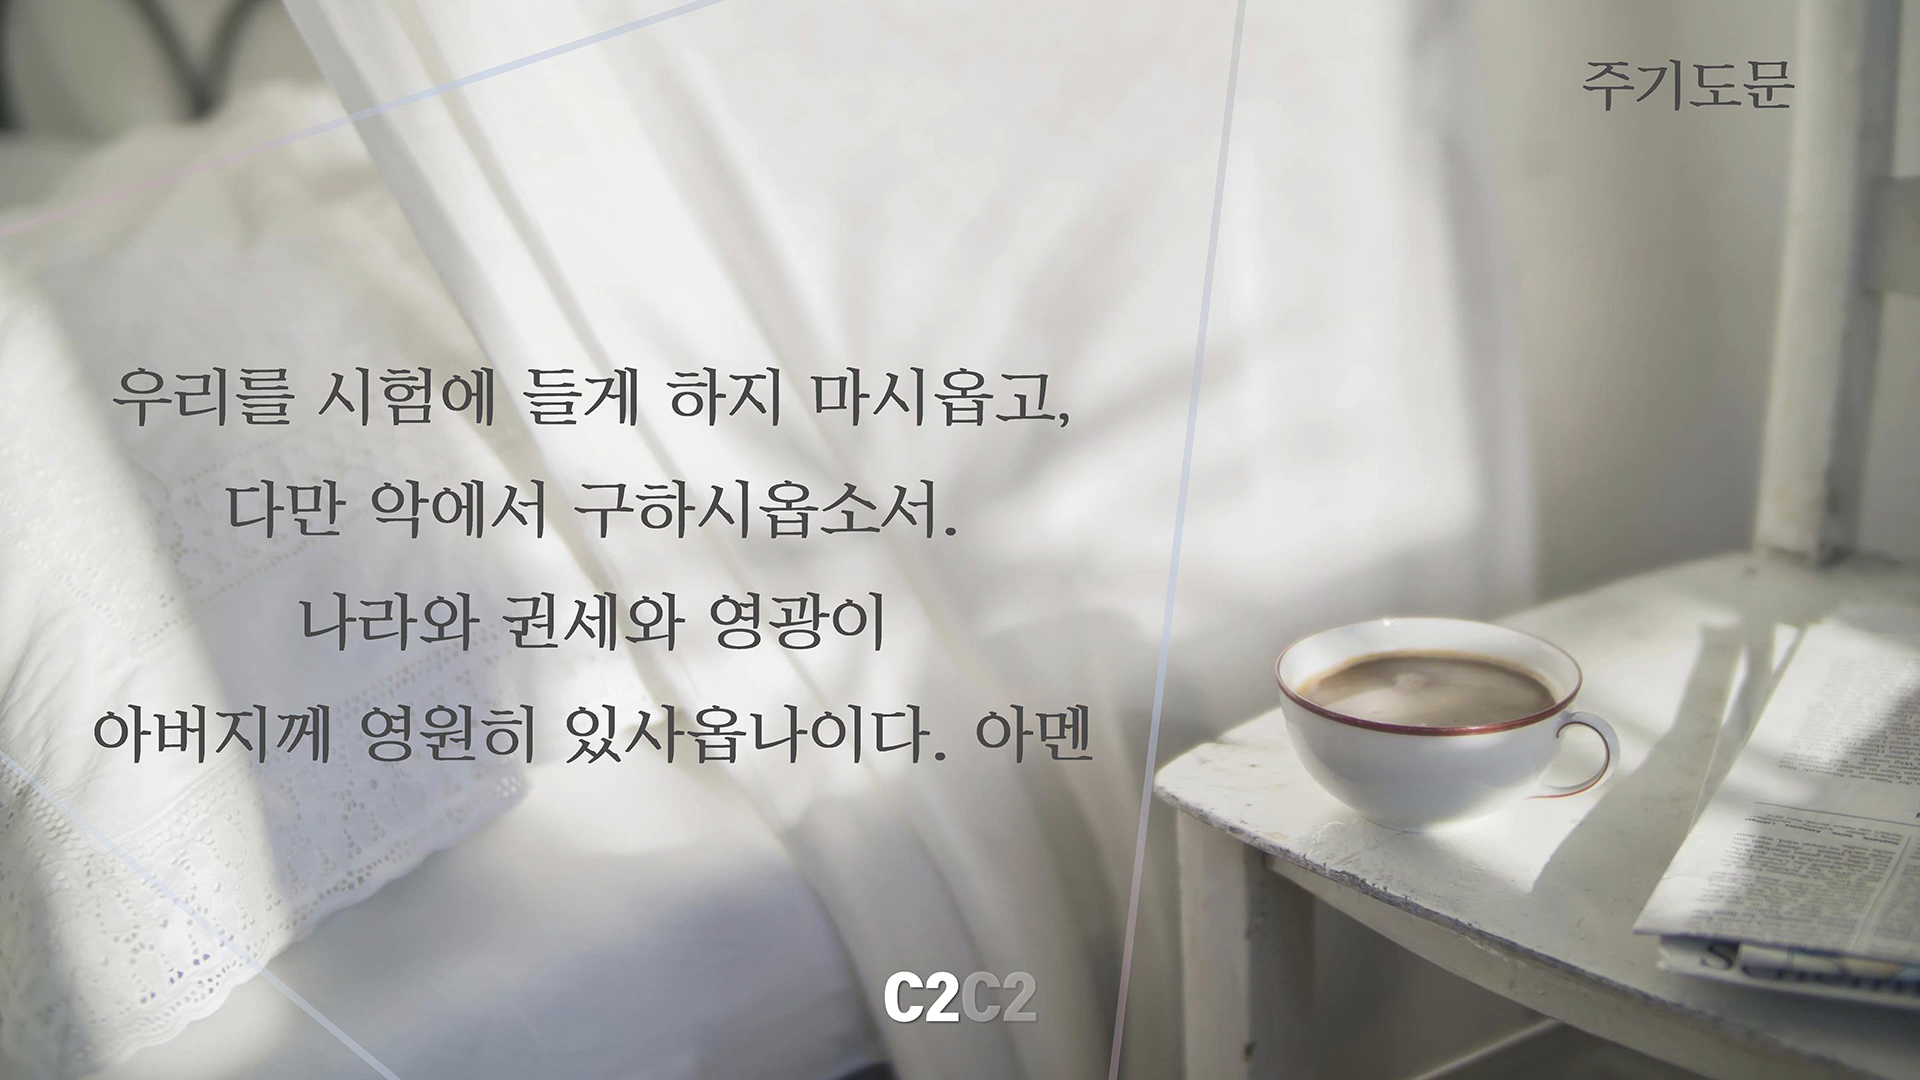 주기도문
우리를 시험에 들게 하지 마시옵고,
다만 악에서 구하시옵소서.
나라와 권세와 영광이
아버지께 영원히 있사옵나이다. 아멘
C2C2